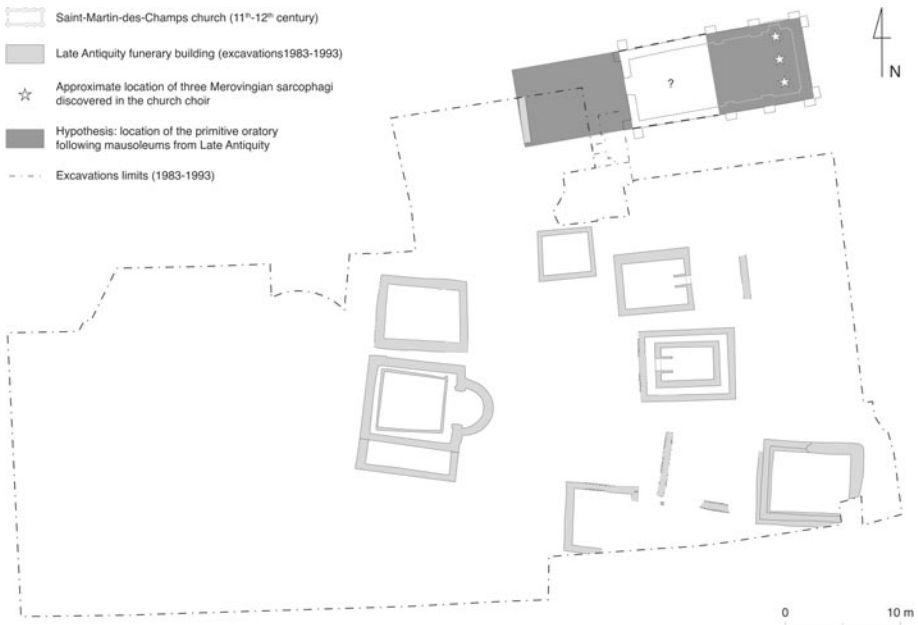 Saint-Martin-des-Champs church (11th-12th century)
Late Antiquity funerary building (excavations1983-1993)
Approximate location of three Merovingian sarcophagi
discovered in the church choir
Hypothesis: location of the primitive oratory
following mausoleums from Late Antiquity
Excavations limits (1983-1993)
?
N
0 10 m